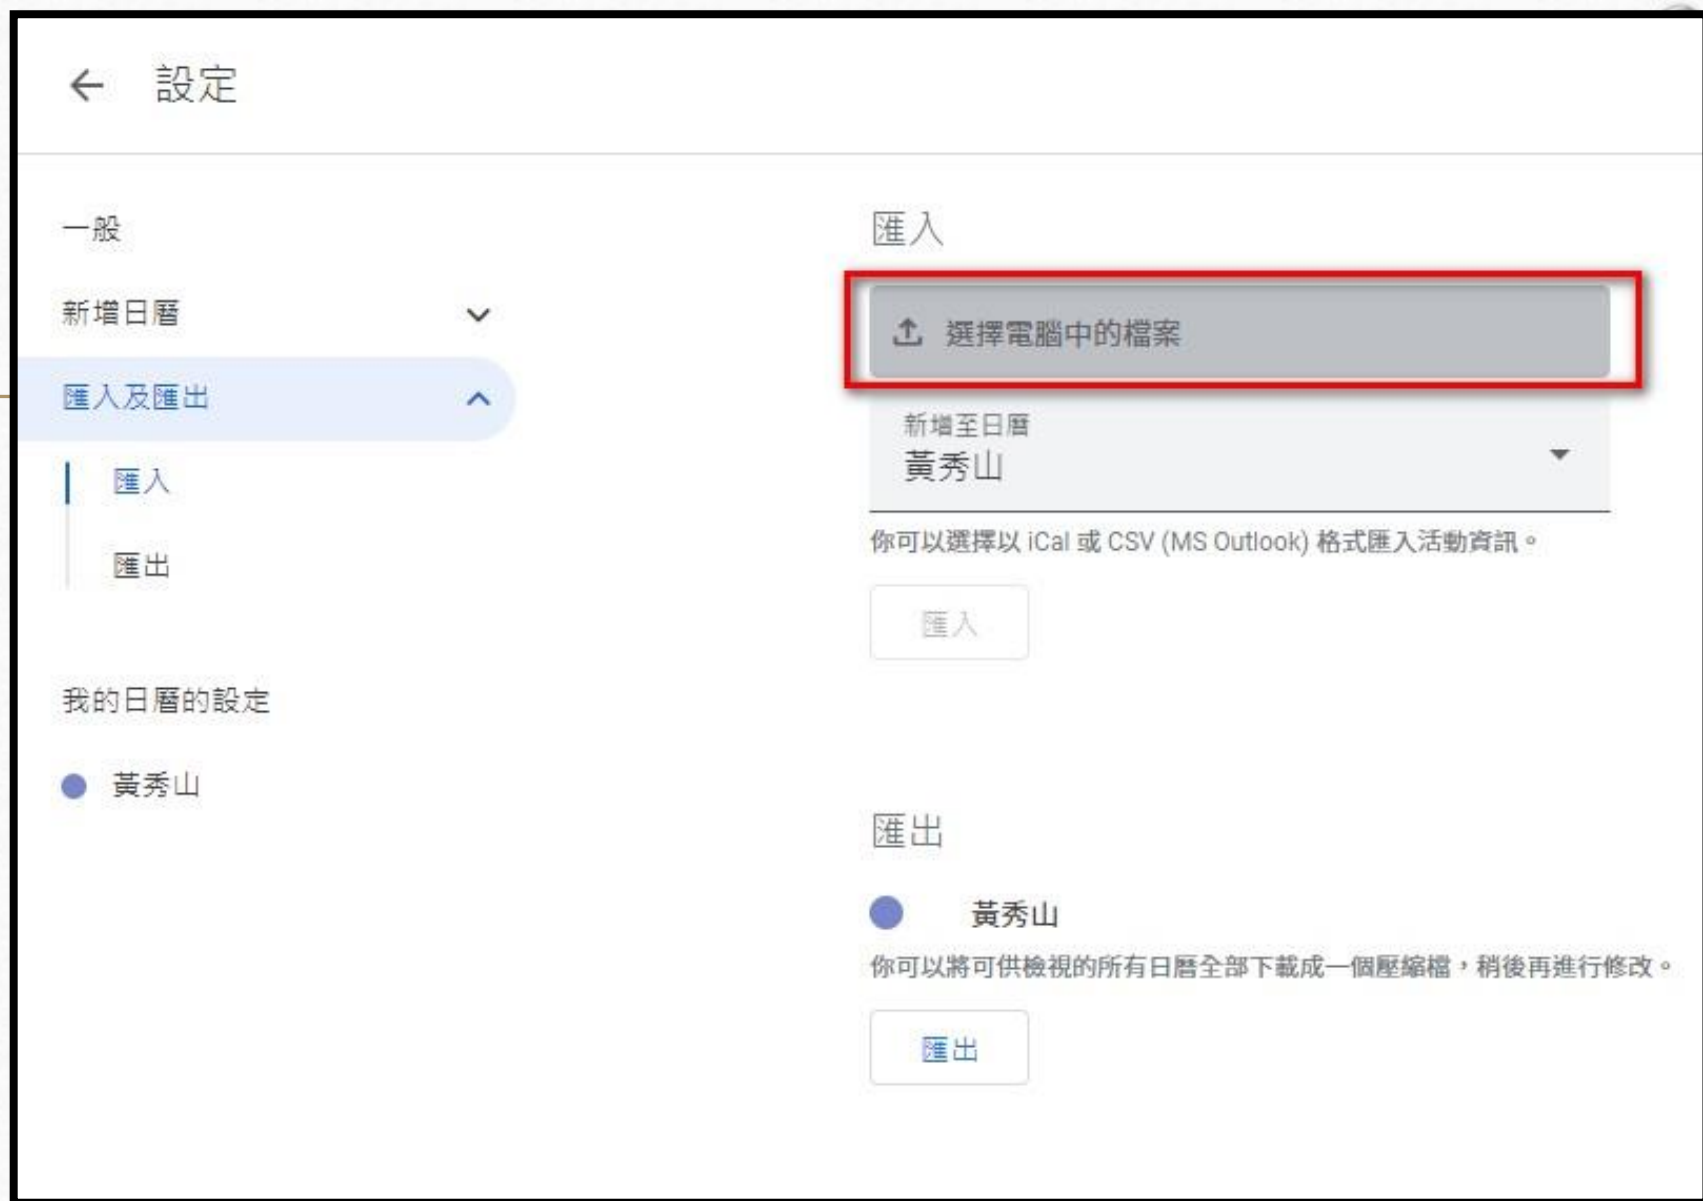 設定
一般
新增日曆
匯入及匯出
匯入
匯出
我的日曆的設定
黃秀山
匯入
選擇電腦中的檔案
新增至日曆
黃秀山
你可以選擇以 iCal 或 CSV (MS Outlook) 格式匯入活動資訊。
匯入
匯出
黃秀山
你可以將可供檢視的所有日曆全部下載成一個壓縮檔，稍後再進行修改。
匯出